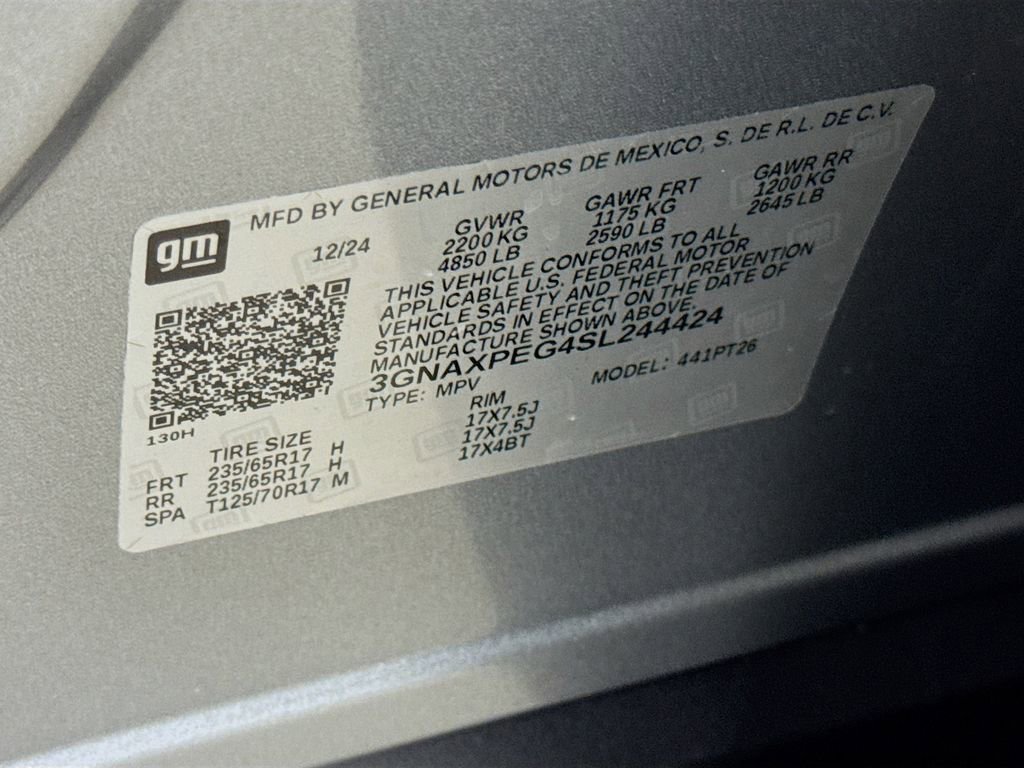 gm
MFD BY GENERAL MOTORS DE MEXICO, S. DE R.L. DE C.V.
12/24
GVWR
2200 KG
4850 LB
GAWR FRT
1175 KG
2590 LB
GAWR RR
1200 KG
2645 LB
THIS VEHICLE CONFORMS TO ALL
APPLICABLE U.S. FEDERAL MOTOR
VEHICLE SAFETY AND THEFT PREVENTION
STANDARDS IN EFFECT ON THE DATE OF
MANUFACTURE SHOWN ABOVE.
3GNAXPEG4SL244424
TYPE: MPV
MODEL: 441PT26
130H
TIRE SIZE
RIM
FRT 235/65R17 H 17X7.5J
RR 235/65R17 H 17X7.5J
SPA T125/70R17 M 17X4BT